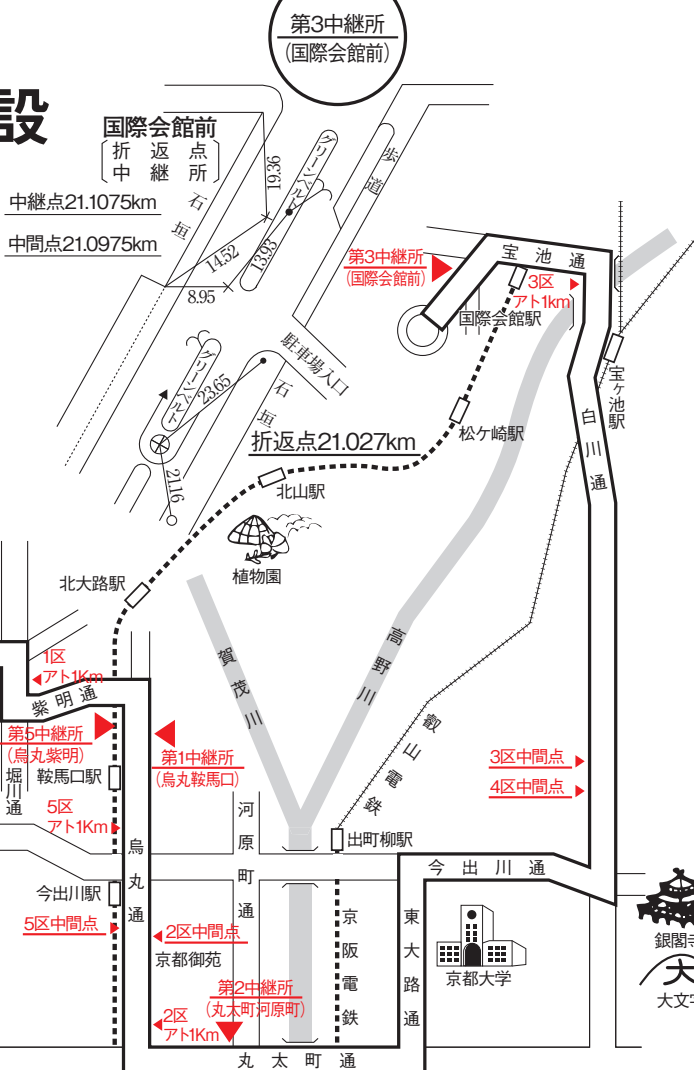 第3中継所
(国際会館前)
設
国際会館前
折返点
中継所
中継点21.1075km
中間点21.0975km
石垣
グリーンベルト
歩道
19.36
14.52
13.93
8.95
グリーンベルト
23.65
石垣
駐車場入口
21.16
折返点21.027km
第3中継所
(国際会館前)
宝池通
3区
アト1km
国際会館駅
宝ヶ池駅
松ケ崎駅
白川通
北山駅
植物園
北大路駅
賀茂川
高野川
叡山電鉄
1区
アト1Km
紫明通
第5中継所
(烏丸紫明)
第1中継所
(烏丸鞍馬口)
堀川通
鞍馬口駅
5区
アト1Km
3区中間点
4区中間点
河原町通
出町柳駅
烏丸通
今出川通
今出川駅
5区中間点
2区中間点
京都御苑
京阪電鉄
東大路通
京都大学
銀閣寺
大
大文字
第2中継所
(丸太町河原町)
2区
アト1Km
丸太町通